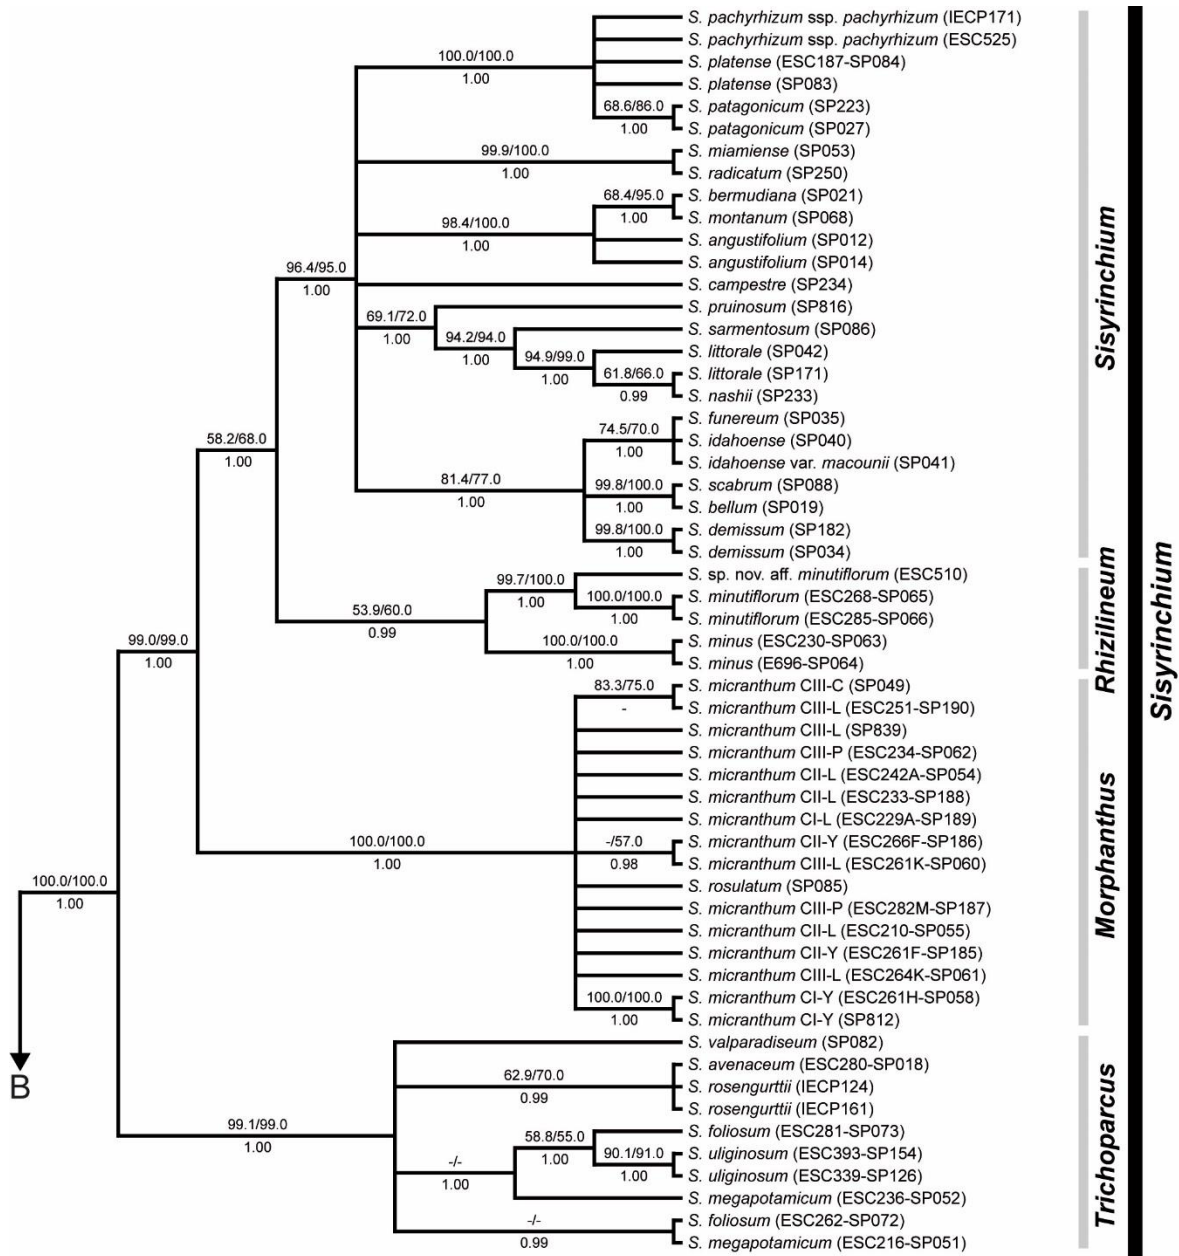 S. pachyrhizum ssp. pachyrhizum (IECP171)
S. pachyrhizum ssp. pachyrhizum (ESC525)
100.0/100.0
1.00
S. platense (ESC187-SP084)
S. platense (SP083)
68.6/86.0
1.00
S. patagonicum (SP223)
S. patagonicum (SP027)
99.9/100.0
1.00
S. miamiense (SP053)
S. radicatum (SP250)
68.4/95.0
1.00
S. bermudiana (SP021)
S. montanum (SP068)
98.4/100.0
1.00
S. angustifolium (SP012)
S. angustifolium (SP014)
96.4/95.0
1.00
S. campestre (SP234)
S. pruinosum (SP816)
69.1/72.0
1.00
S. sarmentosum (SP086)
94.2/94.0
1.00
S. littorale (SP042)
94.9/99.0
1.00
S. littorale (SP171)
61.8/66.0
0.99
S. nashii (SP233)
S. funereum (SP035)
74.5/70.0
1.00
S. idahoense (SP040)
58.2/68.0
1.00
S. idahoense var. macounii (SP041)
81.4/77.0
1.00
99.8/100.0
1.00
S. scabrum (SP088)
S. bellum (SP019)
99.8/100.0
1.00
S. demissum (SP182)
S. demissum (SP034)
Sisyrinchium
S. sp. nov. aff. minutiflorum (ESC510)
99.7/100.0
1.00
100.0/100.0
1.00
S. minutiflorum (ESC268-SP065)
S. minutiflorum (ESC285-SP066)
53.9/60.0
0.99
99.0/99.0
1.00
100.0/100.0
1.00
S. minus (ESC230-SP063)
S. minus (E696-SP064)
Rhizilineum
Sisyrinchium
83.3/75.0
-
S. micranthum CIII-C (SP049)
S. micranthum CIII-L (ESC251-SP190)
S. micranthum CIII-L (SP839)
S. micranthum CIII-P (ESC234-SP062)
S. micranthum CII-L (ESC242A-SP054)
S. micranthum CII-L (ESC233-SP188)
S. micranthum CI-L (ESC229A-SP189)
100.0/100.0
1.00
-/57.0
0.98
S. micranthum CII-Y (ESC266F-SP186)
S. micranthum CIII-L (ESC261K-SP060)
100.0/100.0
1.00
S. rosulatum (SP085)
S. micranthum CIII-P (ESC282M-SP187)
S. micranthum CII-L (ESC210-SP055)
S. micranthum CII-Y (ESC261F-SP185)
S. micranthum CIII-L (ESC264K-SP061)
100.0/100.0
1.00
S. micranthum CI-Y (ESC261H-SP058)
S. micranthum CI-Y (SP812)
Morphanthus
B
S. valparadiseum (SP082)
S. avenaceum (ESC280-SP018)
62.9/70.0
0.99
S. rosengurttii (IECP124)
S. rosengurttii (IECP161)
99.1/99.0
1.00
S. foliosum (ESC281-SP073)
58.8/55.0
1.00
90.1/91.0
1.00
S. uliginosum (ESC393-SP154)
S. uliginosum (ESC339-SP126)
-/-
1.00
S. megapotamicum (ESC236-SP052)
-/-
0.99
S. foliosum (ESC262-SP072)
S. megapotamicum (ESC216-SP051)
Trichoparcus